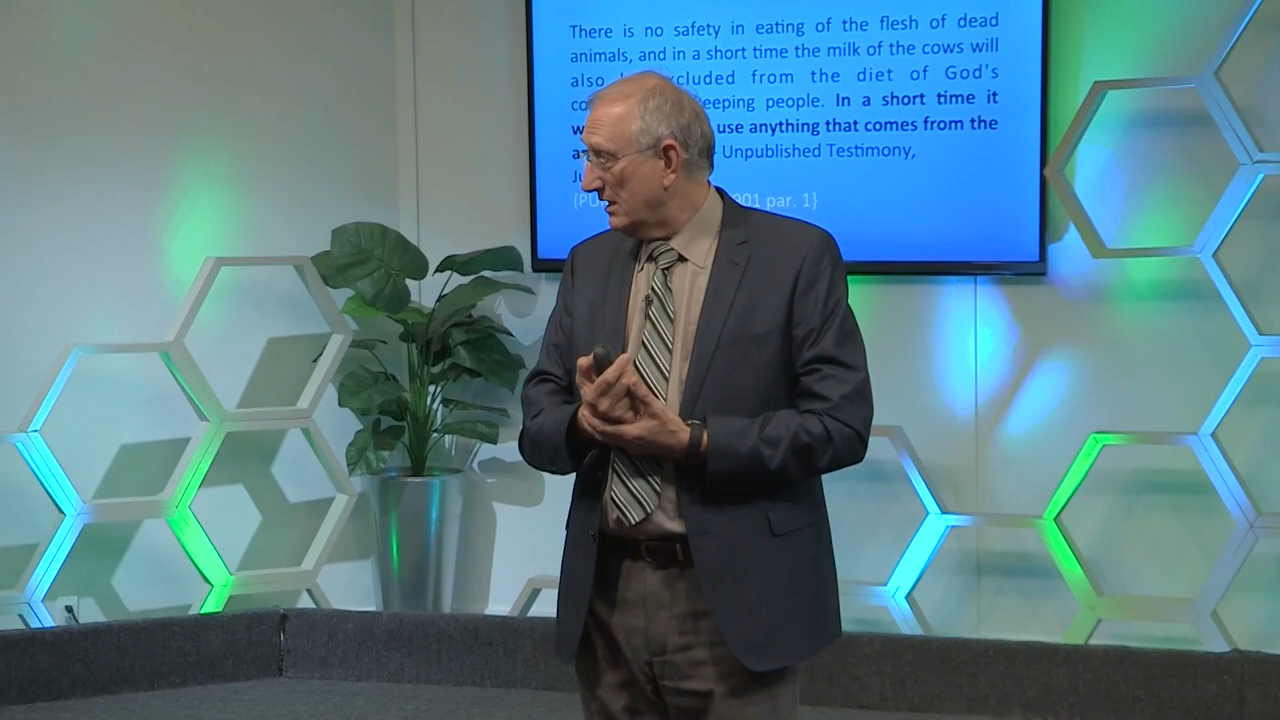 There is no safety in eating of the flesh of dead
animals, and in a short time the milk of the cows will
also excluded from the diet of God's
people. In a short time it
use anything that comes from the
Unpublished Testimony,
901 par. 1}